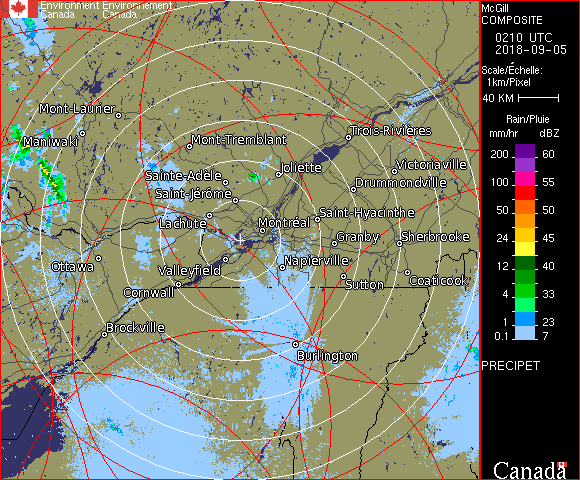 Environment Environnement
Canada Canada
McGill
COMPOSITE
0210 UTC
2018-09-05
Scale/Échelle:
1km/Pixel
40 KM
Rain/Pluie
mm/hr dBZ
200 60
150 57
100 55
50 50
24 45
12 40
4 33
1 23
0.1 7
PRECIPET
Canada
Mont-Laurier
Maniwaki
Mont-Tremblant
Trois-Rivières
Sainte-Adèle
Joliette
Victoriaville
Saint-Jérôme
Drummondville
Lachute
Montréal
Saint-Hyacinthe
Granby
Sherbrooke
Ottawa
Valleyfield
Napierville
Cornwall
Sutton
Coaticook
Brockville
Burlington